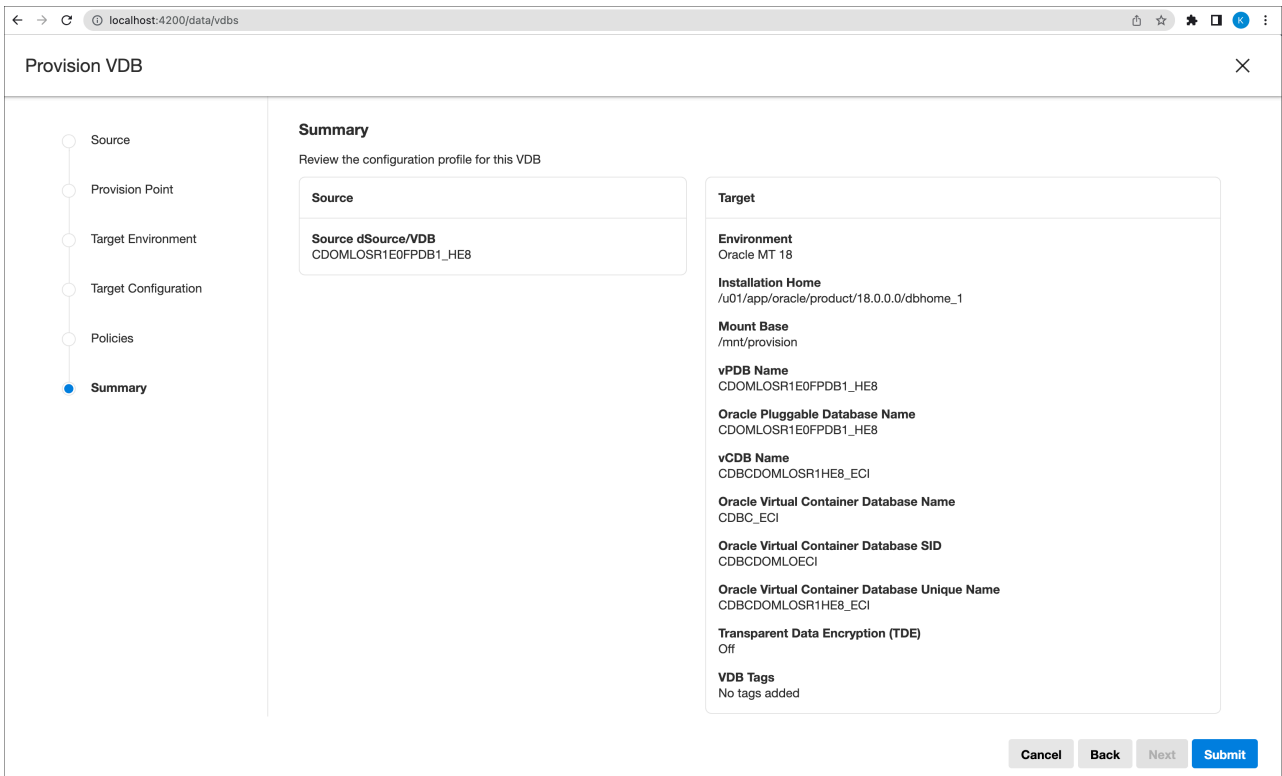 localhost:4200/data/vdbs
K
Provision VDB
Source
Provision Point
Target Environment
Target Configuration
Policies
Summary
Summary
Review the configuration profile for this VDB
Source
Source dSource/VDB
CDOMLOSR1E0FPDB1_HE8
Target
Environment
Oracle MT 18
Installation Home
/u01/app/oracle/product/18.0.0.0/dbhome_1
Mount Base
/mnt/provision
vPDB Name
CDOMLOSR1E0FPDB1_HE8
Oracle Pluggable Database Name
CDOMLOSR1E0FPDB1_HE8
vCDB Name
CDBCDOMLOSR1HE8_ECI
Oracle Virtual Container Database Name
CDBC_ECI
Oracle Virtual Container Database SID
CDBCDOMLOECI
Oracle Virtual Container Database Unique Name
CDBCDOMLOSR1HE8_ECI
Transparent Data Encryption (TDE)
Off
VDB Tags
No tags added
Cancel Back Next Submit